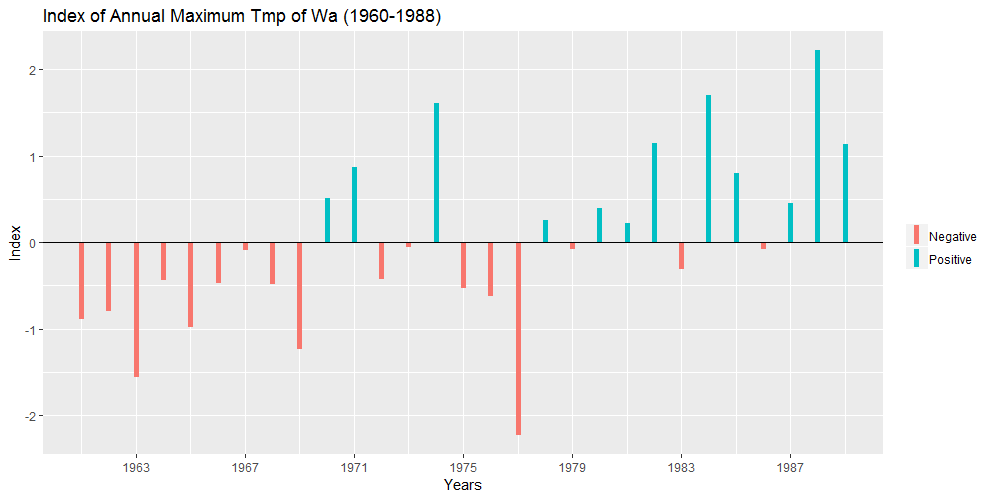 Index of Annual Maximum Tmp of Wa (1960-1988)
2
1
0
-1
-2
Index
1963 1967 1971 1975 1979 1983 1987
Years
Negative
Positive